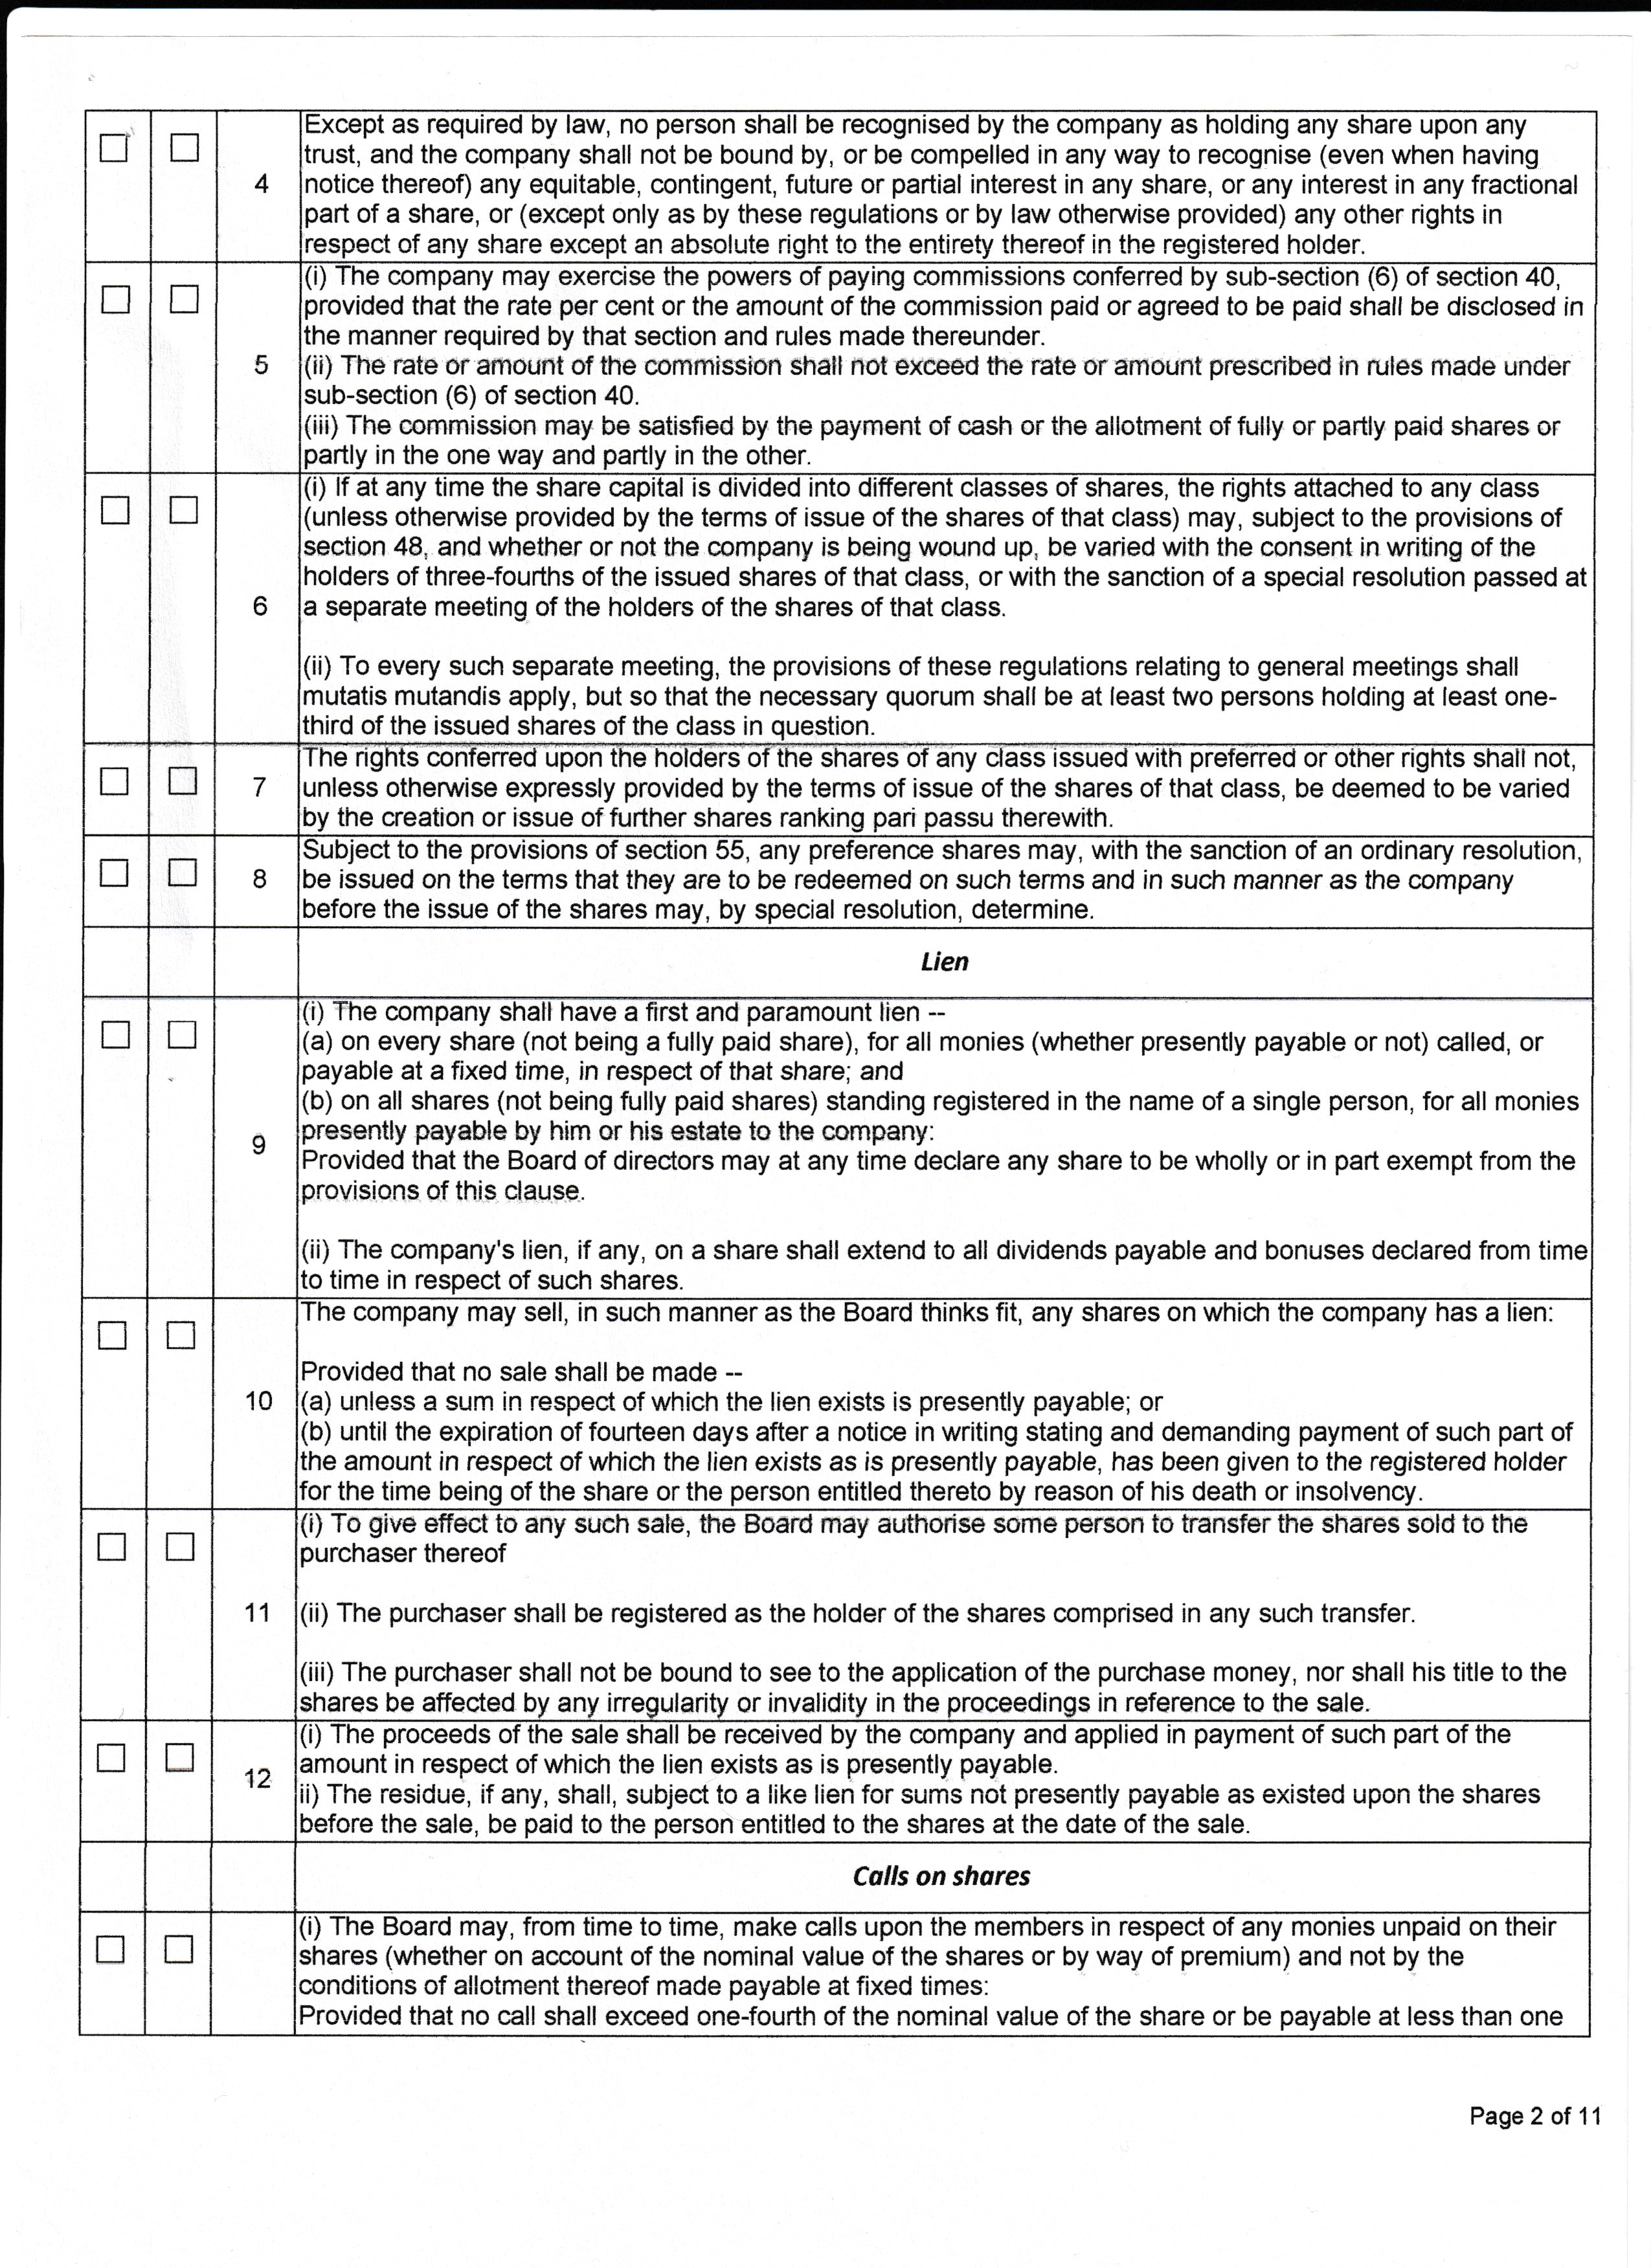 Except as required by law, no person shall be recognised by the company as holding any share upon any
trust, and the company shall not be bound by, or be compelled in any way to recognise (even when having
4
notice thereof) any equitable, contingent, future or partial interest in any share, or any interest in any fractional
part of a share, or (except only as by these regulations or by law otherwise provided) any other rights in
respect of any share except an absolute right to the entirety thereof in the registered holder.
(i) The company may exercise the powers of paying commissions conferred by sub-section (6) of section 40,
provided that the rate per cent or the amount of the commission paid or agreed to be paid shall be disclosed in
the manner required by that section and rules made thereunder.
5
(ii) The rate or amount of the commission shall not exceed the rate or amount prescribed in rules made under
sub-section (6) of section 40.
(iii) The commission may be satisfied by the payment of cash or the allotment of fully or partly paid shares or
partly in the one way and partly in the other.
(i) If at any time the share capital is divided into different classes of shares, the rights attached to any class
(unless otherwise provided by the terms of issue of the shares of that class) may, subject to the provisions of
section 48, and whether or not the company is being wound up, be varied with the consent in writing of the
holders of three-fourths of the issued shares of that class, or with the sanction of a special resolution passed at
6
a separate meeting of the holders of the shares of that class.
(ii) To every such separate meeting, the provisions of these regulations relating to general meetings shall
mutatis mutandis apply, but so that the necessary quorum shall be at least two persons holding at least one-
third of the issued shares of the class in question.
The rights conferred upon the holders of the shares of any class issued with preferred or other rights shall not,
7
unless otherwise expressly provided by the terms of issue of the shares of that class, be deemed to be varied
by the creation or issue of further shares ranking pari passu therewith.
Subject to the provisions of section 55, any preference shares may, with the sanction of an ordinary resolution,
8
be issued on the terms that they are to be redeemed on such terms and in such manner as the company
before the issue of the shares may, by special resolution, determine.
Lien
(i) The company shall have a first and paramount lien --
(a) on every share (not being a fully paid share), for all monies (whether presently payable or not) called, or
payable at a fixed time, in respect of that share; and
(b) on all shares (not being fully paid shares) standing registered in the name of a single person, for all monies
presently payable by him or his estate to the company:
9
Provided that the Board of directors may at any time declare any share to be wholly or in part exempt from the
provisions of this clause.
(ii) The company's lien, if any, on a share shall extend to all dividends payable and bonuses declared from time
to time in respect of such shares.
The company may sell, in such manner as the Board thinks fit, any shares on which the company has a lien:
Provided that no sale shall be made --
10
(a) unless a sum in respect of which the lien exists is presently payable; or
(b) until the expiration of fourteen days after a notice in writing stating and demanding payment of such part of
the amount in respect of which the lien exists as is presently payable, has been given to the registered holder
for the time being of the share or the person entitled thereto by reason of his death or insolvency.
(i) To give effect to any such sale, the Board may authorise some person to transfer the shares sold to the
purchaser thereof
11
(ii) The purchaser shall be registered as the holder of the shares comprised in any such transfer.
(iii) The purchaser shall not be bound to see to the application of the purchase money, nor shall his title to the
shares be affected by any irregularity or invalidity in the proceedings in reference to the sale.
(i) The proceeds of the sale shall be received by the company and applied in payment of such part of the
amount in respect of which the lien exists as is presently payable.
12
ii) The residue, if any, shall, subject to a like lien for sums not presently payable as existed upon the shares
before the sale, be paid to the person entitled to the shares at the date of the sale.
Calls on shares
(i) The Board may, from time to time, make calls upon the members in respect of any monies unpaid on their
shares (whether on account of the nominal value of the shares or by way of premium) and not by the
conditions of allotment thereof made payable at fixed times:
Provided that no call shall exceed one-fourth of the nominal value of the share or be payable at less than one
Page 2 of 11